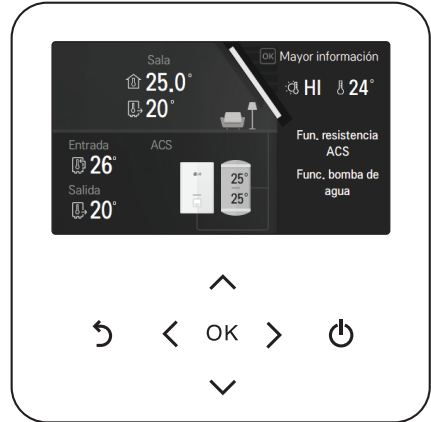 Sala
OK Mayor información
25.0°
20°
HI 24°
Fun. resistencia
ACS
Func. bomba de
agua
Entrada
ACS
26°
Salida
20°
25°
25°
LG
OK